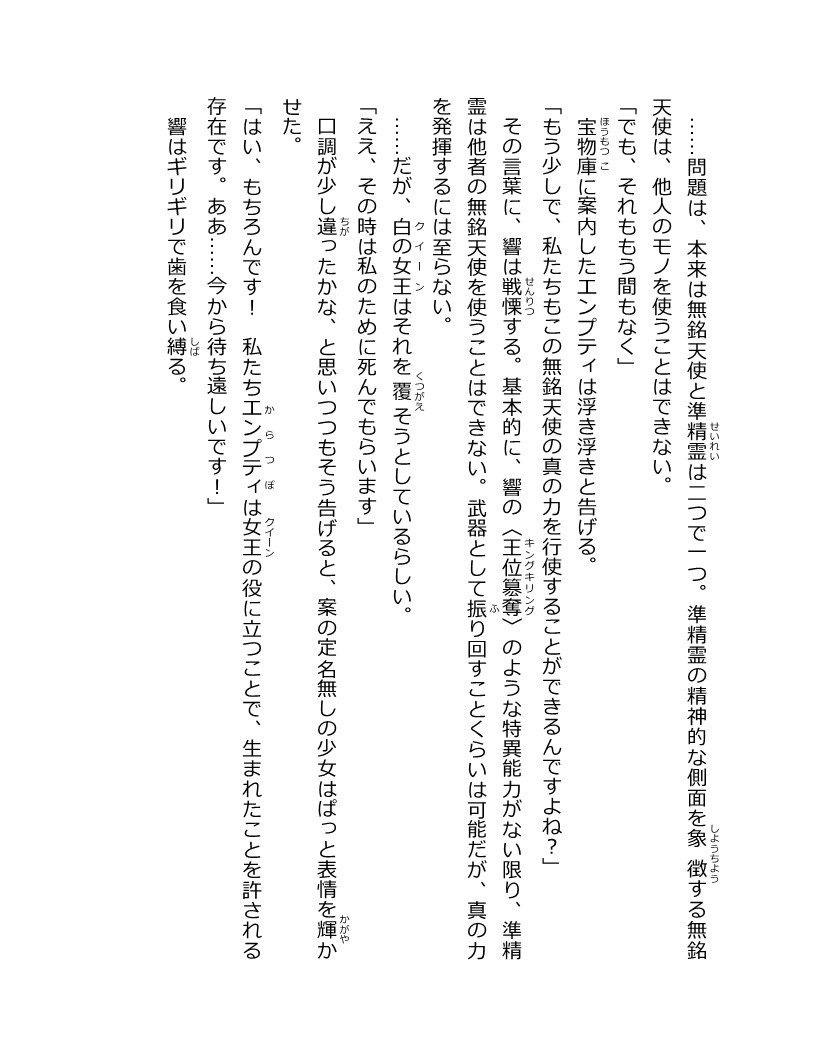 ……問題は、本来は無銘天使と準精霊は二つで一つ。準精霊の精神的な側面を象徴する無銘
天使は、他人のモノを使うことはできない。
「でも、それももう間もなく」
宝物庫に案内したエンプティは浮き浮きと告げる。
「もう少しで、私たちもこの無銘天使の真の力を行使することができるんですよね？」
その言葉に、響は戦慄する。基本的に、響の〈王位簒奪〉のような特異能力がない限り、準精
霊は他者の無銘天使を使うことはできない。武器として振り回すことくらいは可能だが、真の力
を発揮するには至らない。
……だが、白の女王はそれを覆そうとしているらしい。
「ええ、その時は私のために死んでもらいます」
口調が少し違ったかな、と思いつつもそう告げると、案の定名無しの少女はぱっと表情を輝か
せた。
「はい、もちろんです！　私たちエンプティは女王の役に立つことで、生まれたことを許される
存在です。ああ……今から待ち遠しいです！」
響はギリギリで歯を食い縛る。